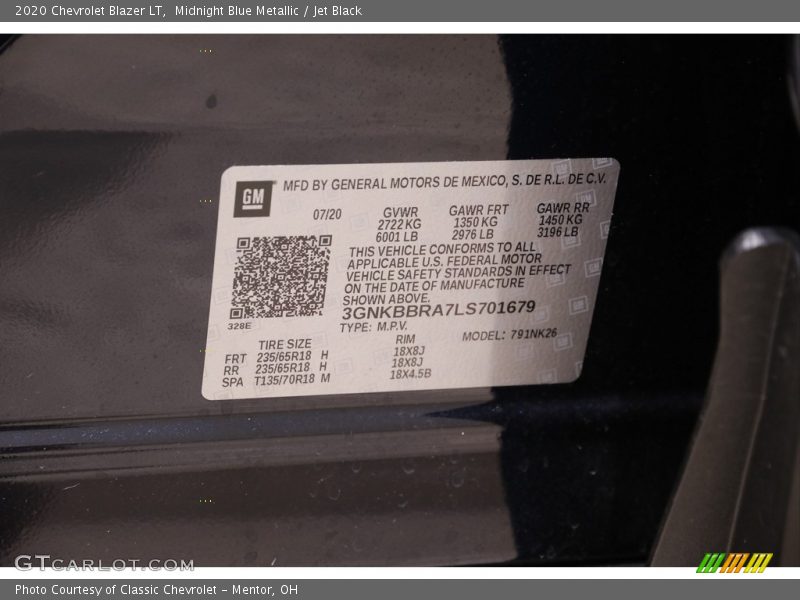 2020 Chevrolet Blazer LT, Midnight Blue Metallic / Jet Black
GM
MFD BY GENERAL MOTORS DE MEXICO, S. DE R.L. DE C.V.
07/20 GVWR GAWR FRT GAWR RR
2722 KG 1350 KG 1450 KG
6001 LB 2976 LB 3196 LB
THIS VEHICLE CONFORMS TO ALL
APPLICABLE U.S. FEDERAL MOTOR
VEHICLE SAFETY STANDARDS IN EFFECT
ON THE DATE OF MANUFACTURE
SHOWN ABOVE.
3GNKBBRA7LS701679
328E
TYPE: M.P.V. MODEL: 791NK26
TIRE SIZE RIM
FRT 235/65R18 H 18X8J
RR 235/65R18 H 18X8J
SPA T135/70R18 M 18X4.5B
GTCARLOT.COM
Photo Courtesy of Classic Chevrolet - Mentor, OH